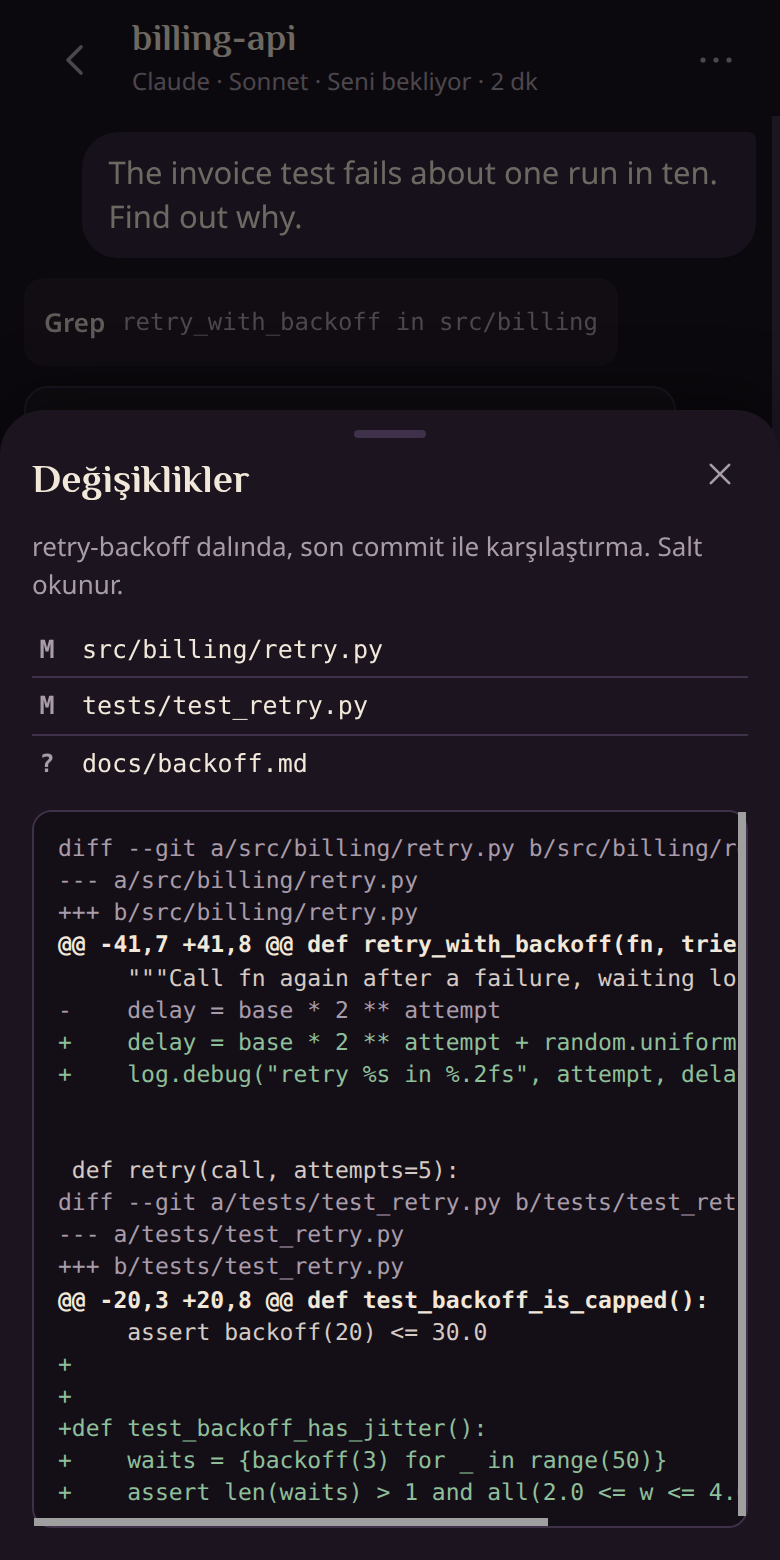 billing-api
Claude · Sonnet · Seni bekliyor · 2 dk
The invoice test fails about one run in ten.
Find out why.
Grep retry_with_backoff in src/billing
Değişiklikler
retry-backoff dalında, son commit ile karşılaştırma. Salt
okunur.
M src/billing/retry.py
M tests/test_retry.py
? docs/backoff.md
diff --git a/src/billing/retry.py b/src/billing/r
--- a/src/billing/retry.py
+++ b/src/billing/retry.py
@@ -41,7 +41,8 @@ def retry_with_backoff(fn, trie
     """Call fn again after a failure, waiting lo
-    delay = base * 2 ** attempt
+    delay = base * 2 ** attempt + random.uniform
+    log.debug("retry %s in %.2fs", attempt, dela
 def retry(call, attempts=5):
diff --git a/tests/test_retry.py b/tests/test_ret
--- a/tests/test_retry.py
+++ b/tests/test_retry.py
@@ -20,3 +20,8 @@ def test_backoff_is_capped():
     assert backoff(20) <= 30.0
+
+
+def test_backoff_has_jitter():
+    waits = {backoff(3) for _ in range(50)}
+    assert len(waits) > 1 and all(2.0 <= w <= 4.